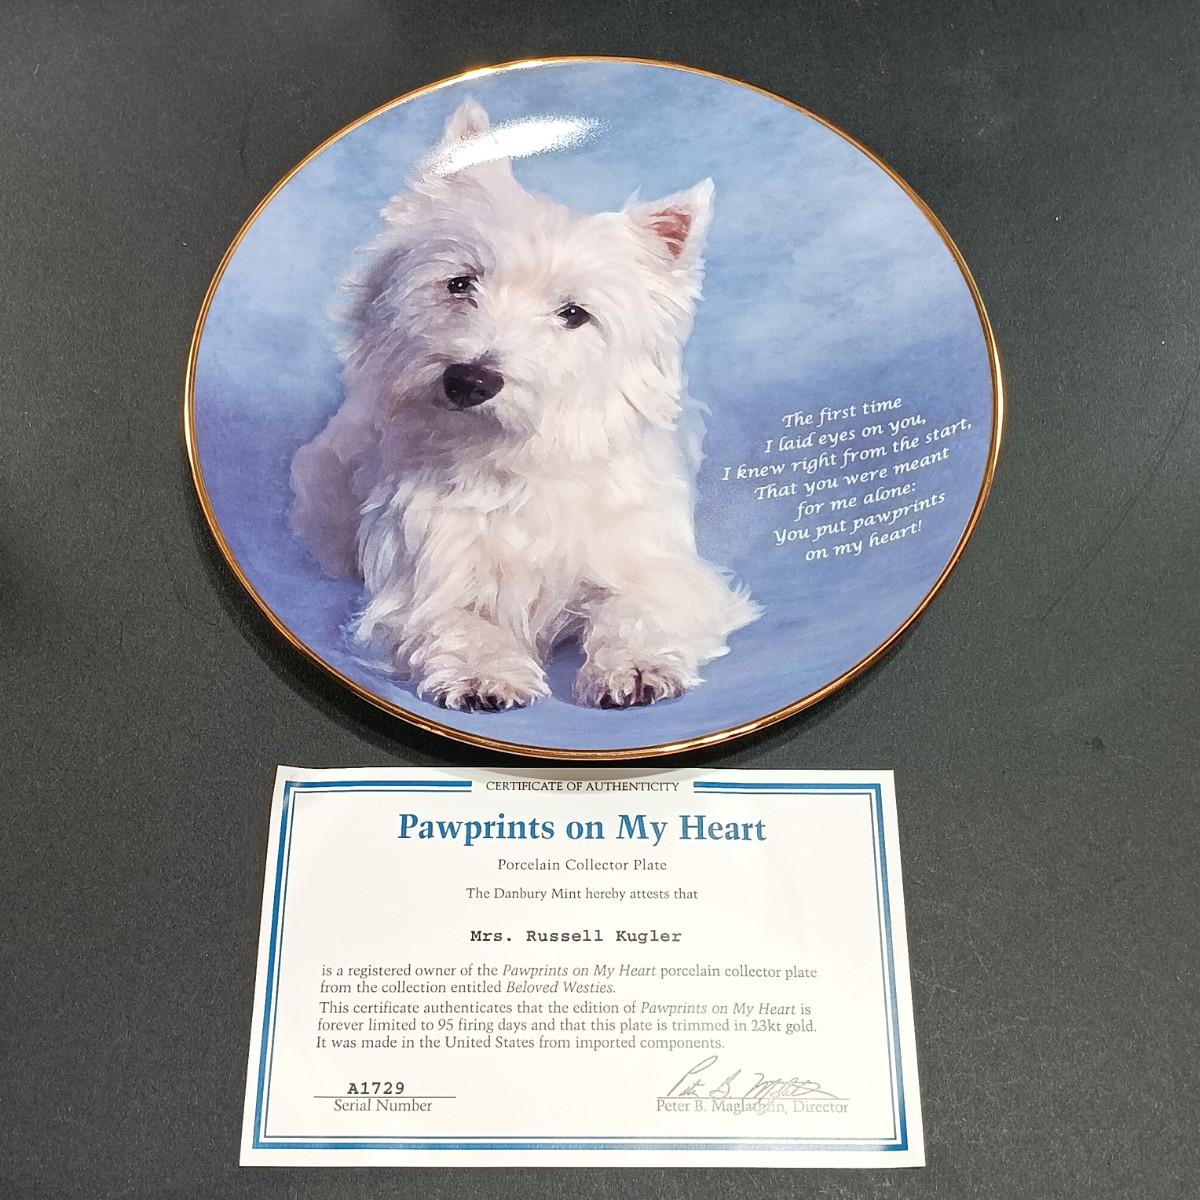 The first time
I laid eyes on you,
I knew right from the start,
That you were meant
for me alone:
You put pawprints
on my heart!
CERTIFICATE OF AUTHENTICITY
Pawprints on My Heart
Porcelain Collector Plate
The Danbury Mint hereby attests that
Mrs. Russell Kugler
is a registered owner of the Pawprints on My Heart porcelain collector plate
from the collection entitled Beloved Westies.
This certificate authenticates that the edition of Pawprints on My Heart is
forever limited to 95 firing days and that this plate is trimmed in 23kt gold.
It was made in the United States from imported components.
A1729
Serial Number
Peter B. Maglathlin, Director